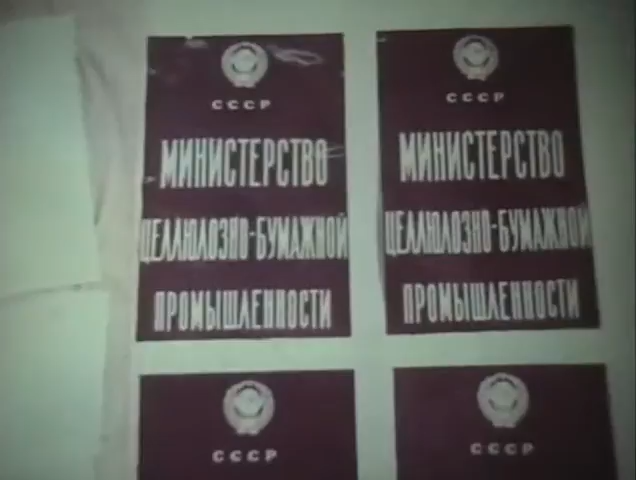 СССР
МИНИСТЕРСТВО
ЦЕЛЛЮЛОЗНО-БУМАЖНОЙ
ПРОМЫШЛЕННОСТИ
СССР
МИНИСТЕРСТВО
ЦЕЛЛЮЛОЗНО-БУМАЖНОЙ
ПРОМЫШЛЕННОСТИ
СССР
СССР